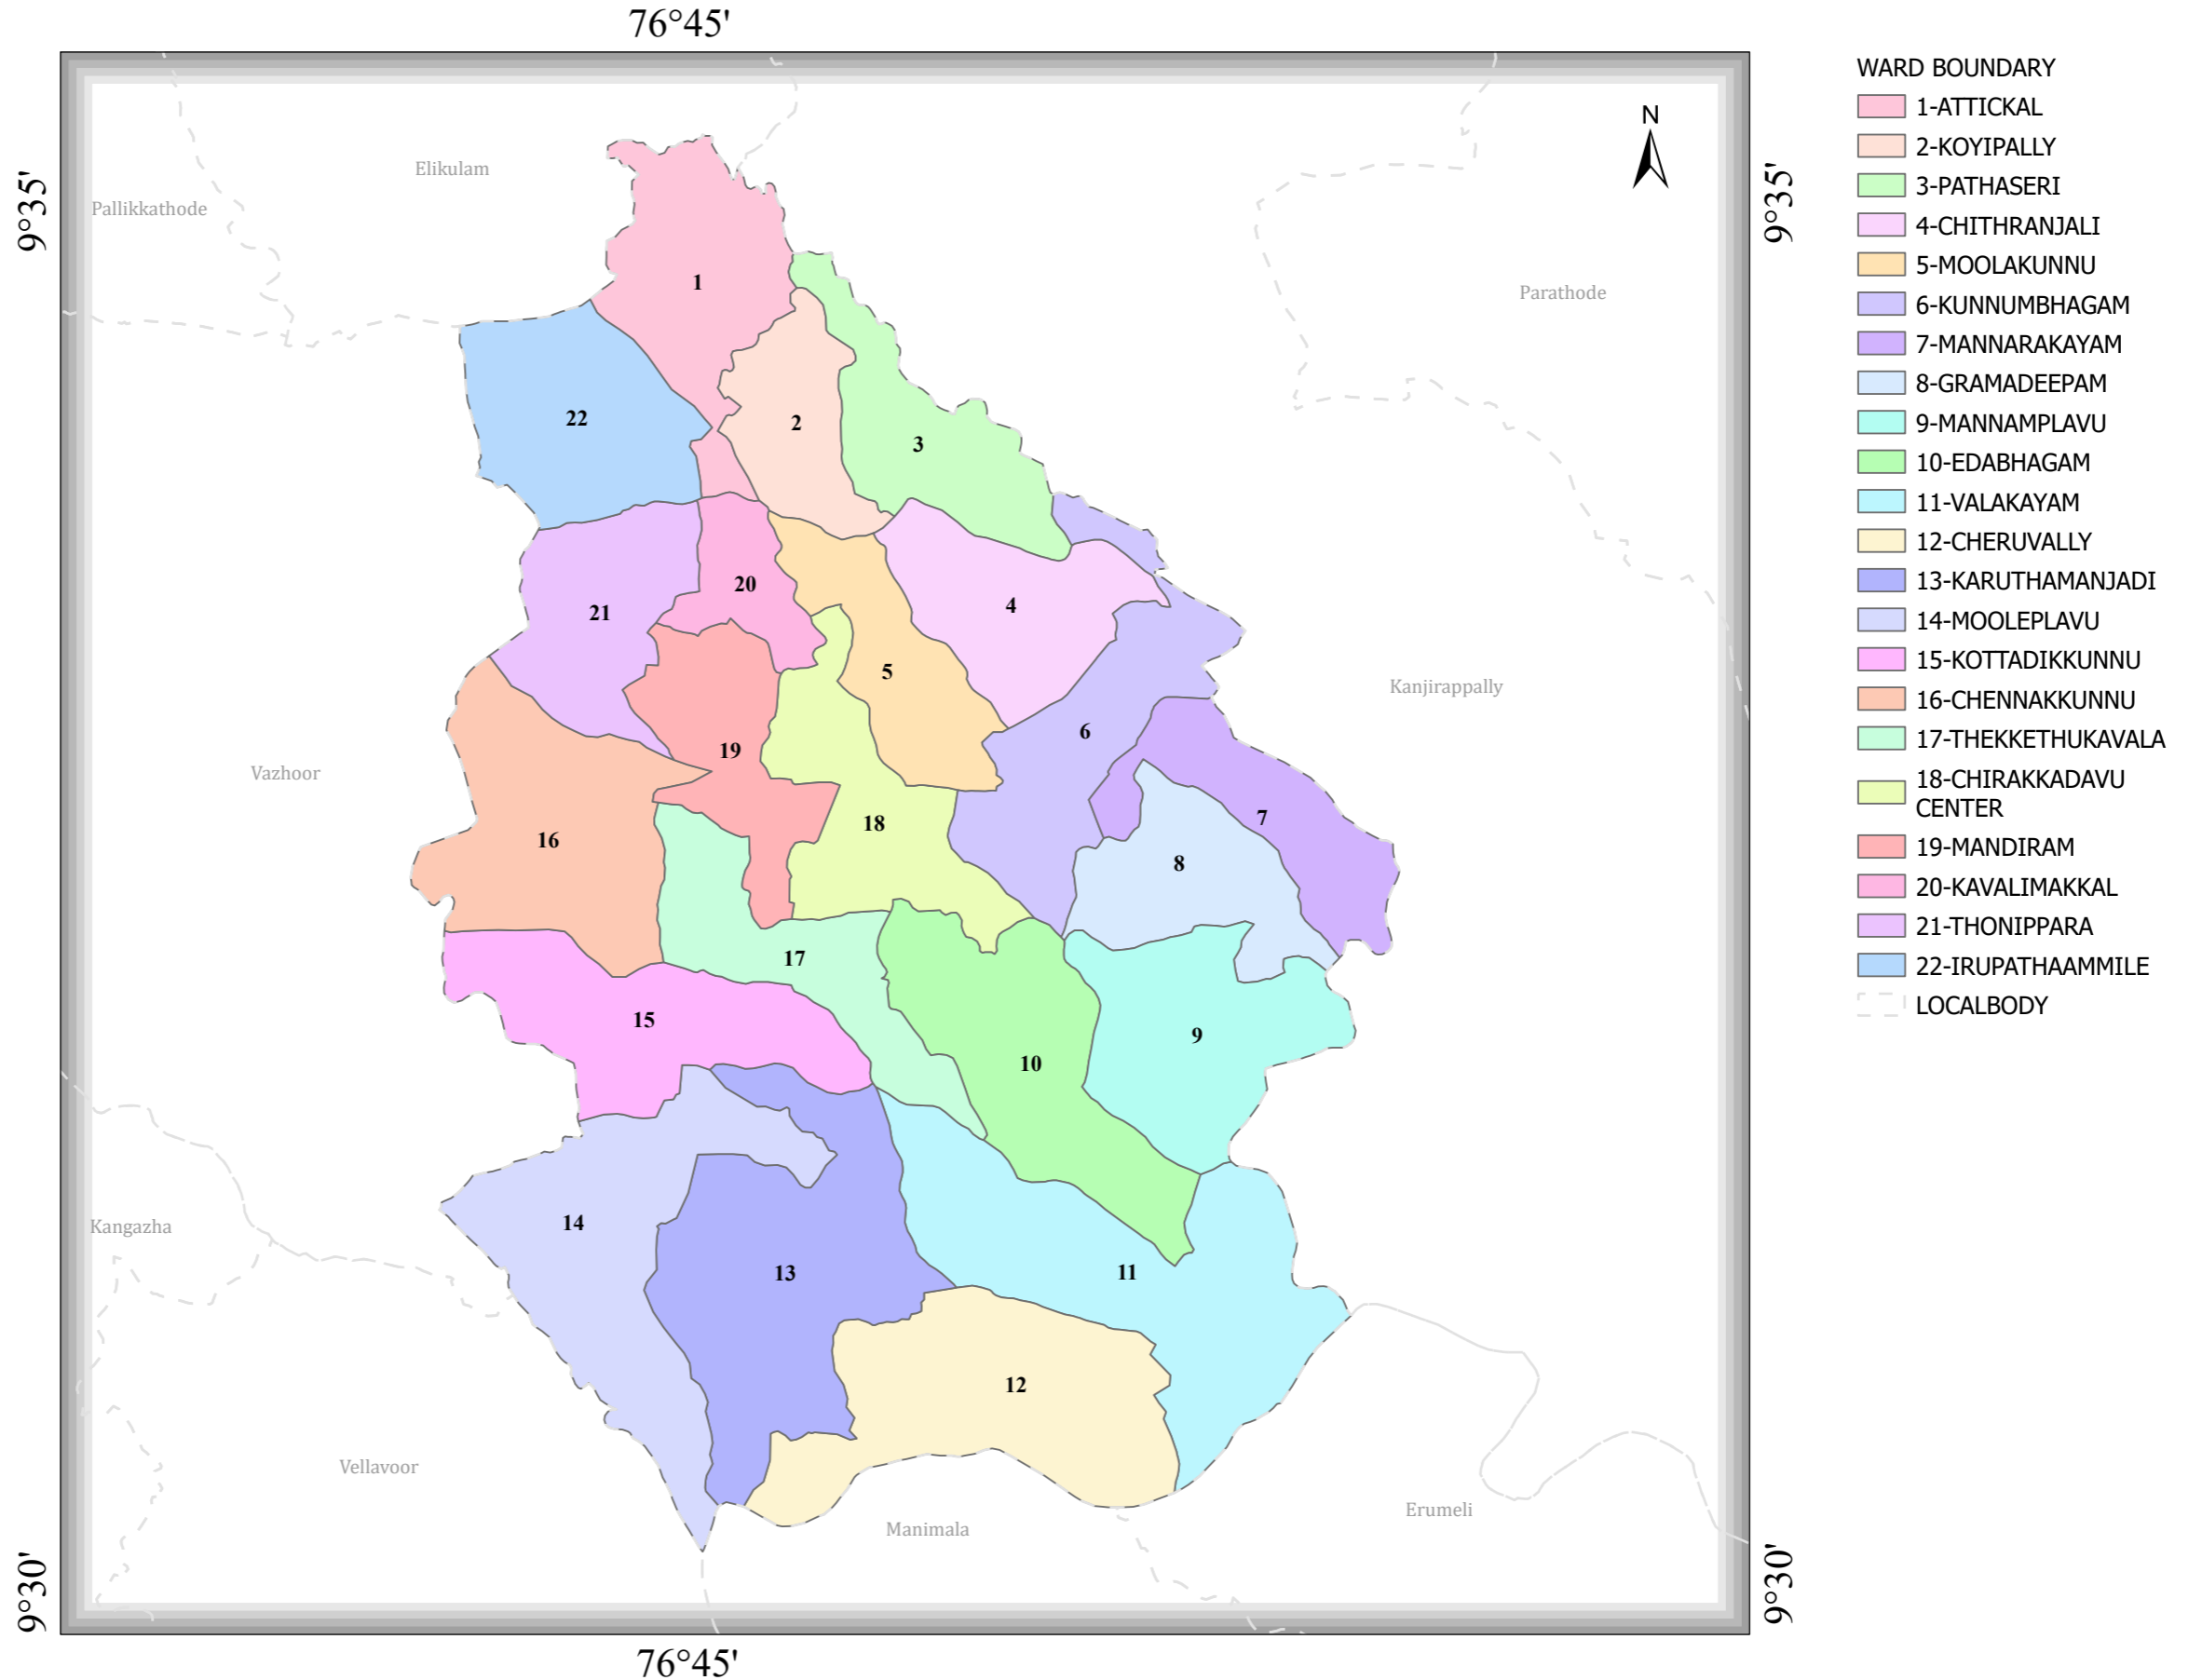 76°45'
9°35'
9°35'
N
Elikulam
Pallikkathode
Parathode
Kanjirappally
Vazhoor
Kangazha
Vellavoor
Manimala
Erumeli
1
2
22
3
20
4
21
5
6
19
7
18
16
8
17
15
9
10
14
11
13
12
9°30'
9°30'
76°45'
WARD BOUNDARY
1-ATTICKAL
2-KOYIPALLY
3-PATHASERI
4-CHITHRANJALI
5-MOOLAKUNNU
6-KUNNUMBHAGAM
7-MANNARAKAYAM
8-GRAMADEEPAM
9-MANNAMPLAVU
10-EDABHAGAM
11-VALAKAYAM
12-CHERUVALLY
13-KARUTHAMANJADI
14-MOOLEPLAVU
15-KOTTADIKKUNNU
16-CHENNAKKUNNU
17-THEKKETHUKAVALA
18-CHIRAKKADAVU
CENTER
19-MANDIRAM
20-KAVALIMAKKAL
21-THONIPPARA
22-IRUPATHAAMMILE
LOCALBODY